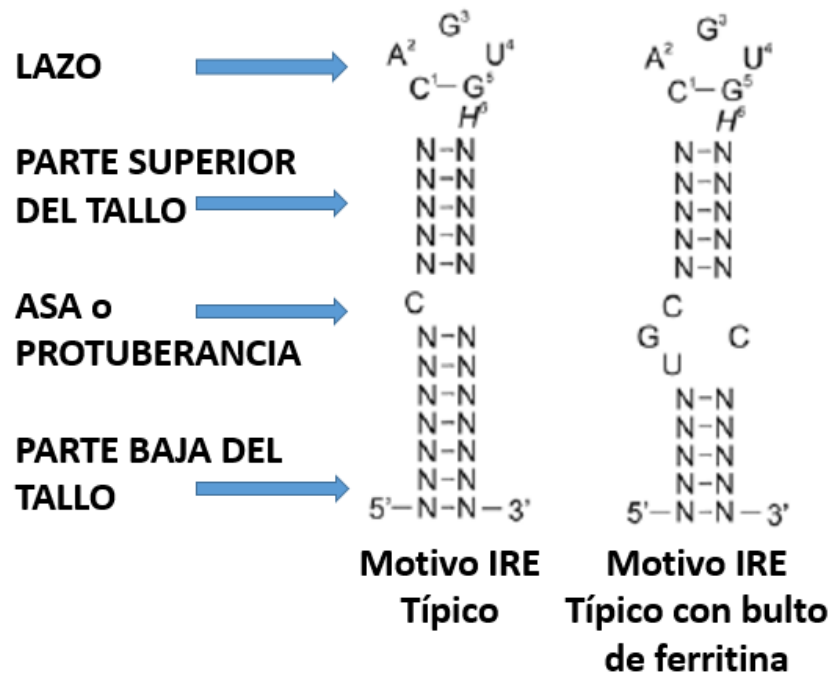 LAZO
PARTE SUPERIOR
DEL TALLO
ASA o
PROTUBERANCIA
PARTE BAJA DEL
TALLO
G³
A² U⁴
C¹–G⁵
H⁶
N–N
N–N
N–N
N–N
N–N
C
N–N
N–N
N–N
N–N
N–N
N–N
5’–N–N–3’
Motivo IRE
Típico
G³
A² U⁴
C¹–G⁵
H⁶
N–N
N–N
N–N
N–N
N–N
C
G C
U
N–N
N–N
N–N
N–N
5’–N–N–3’
Motivo IRE
Típico con bulto
de ferritina